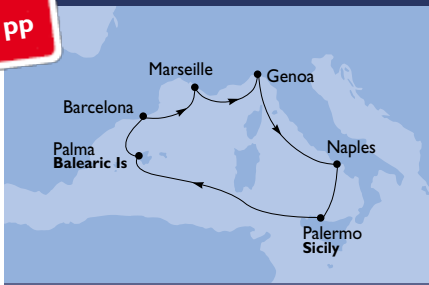 pp
Marseille
Genoa
Barcelona
Naples
Palma
Balearic Is
Palermo
Sicily